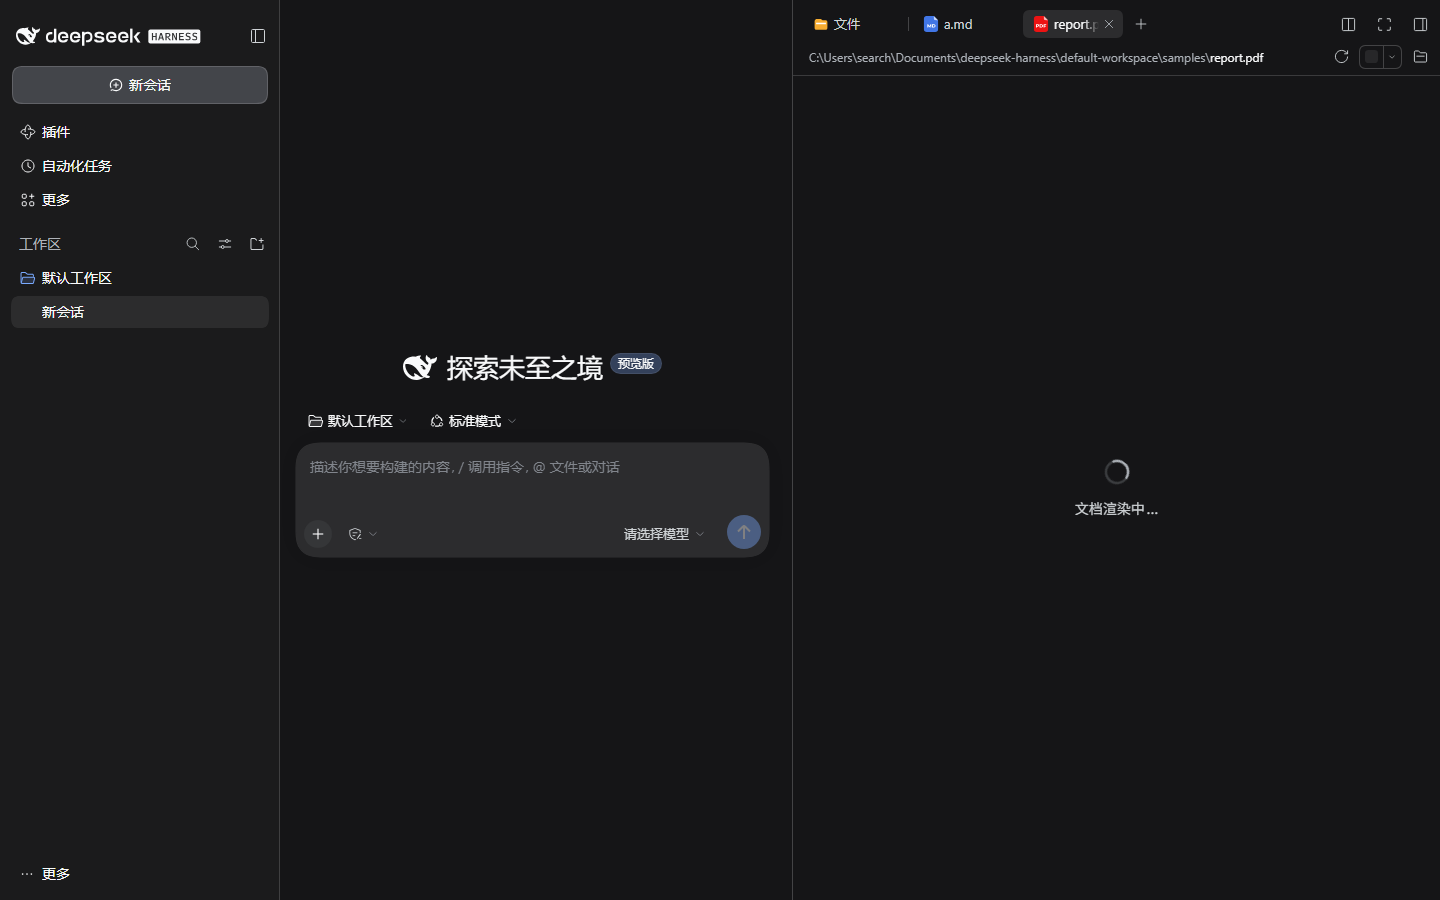 deepseek HARNESS
新会话
插件
自动化任务
更多
工作区
默认工作区
新会话
更多
探索未至之境 预览版
默认工作区 标准模式
描述你想要构建的内容, / 调用指令, @ 文件或对话
请选择模型
文件 a.md report.p
C:\Users\search\Documents\deepseek-harness\default-workspace\samples\report.pdf
文档渲染中...